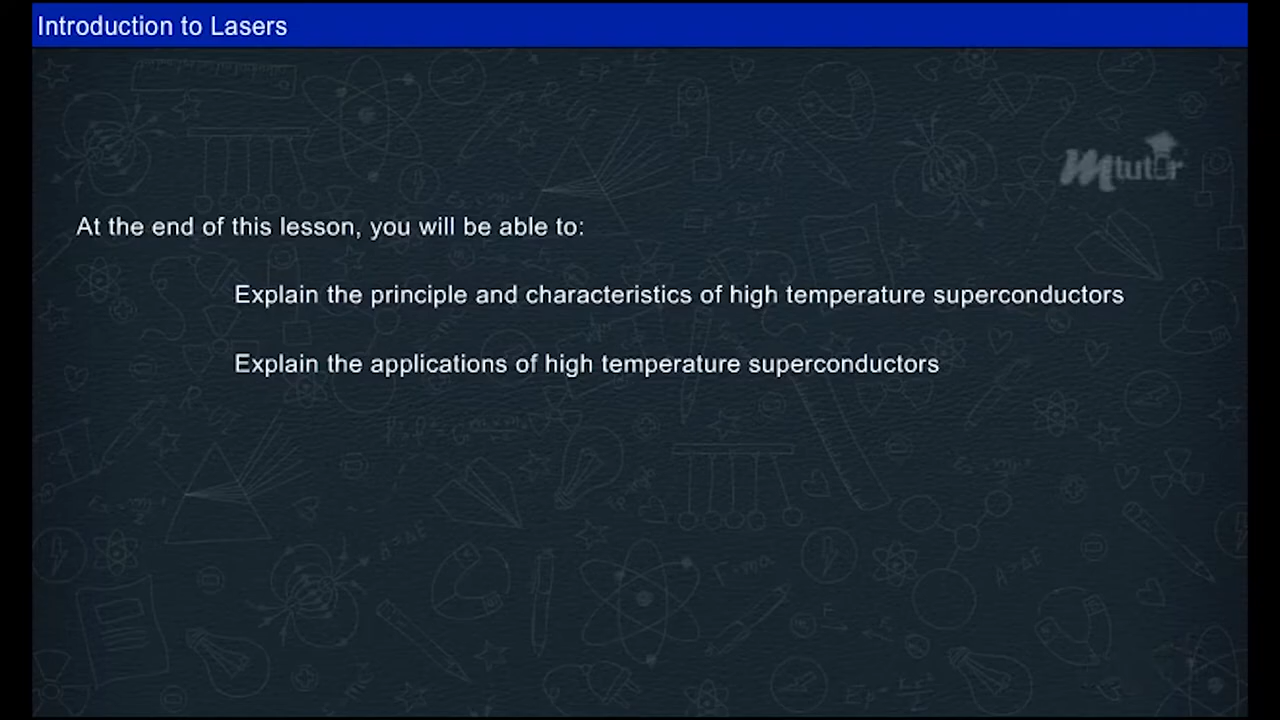 Introduction to Lasers
mtutor
At the end of this lesson, you will be able to:
Explain the principle and characteristics of high temperature superconductors
Explain the applications of high temperature superconductors